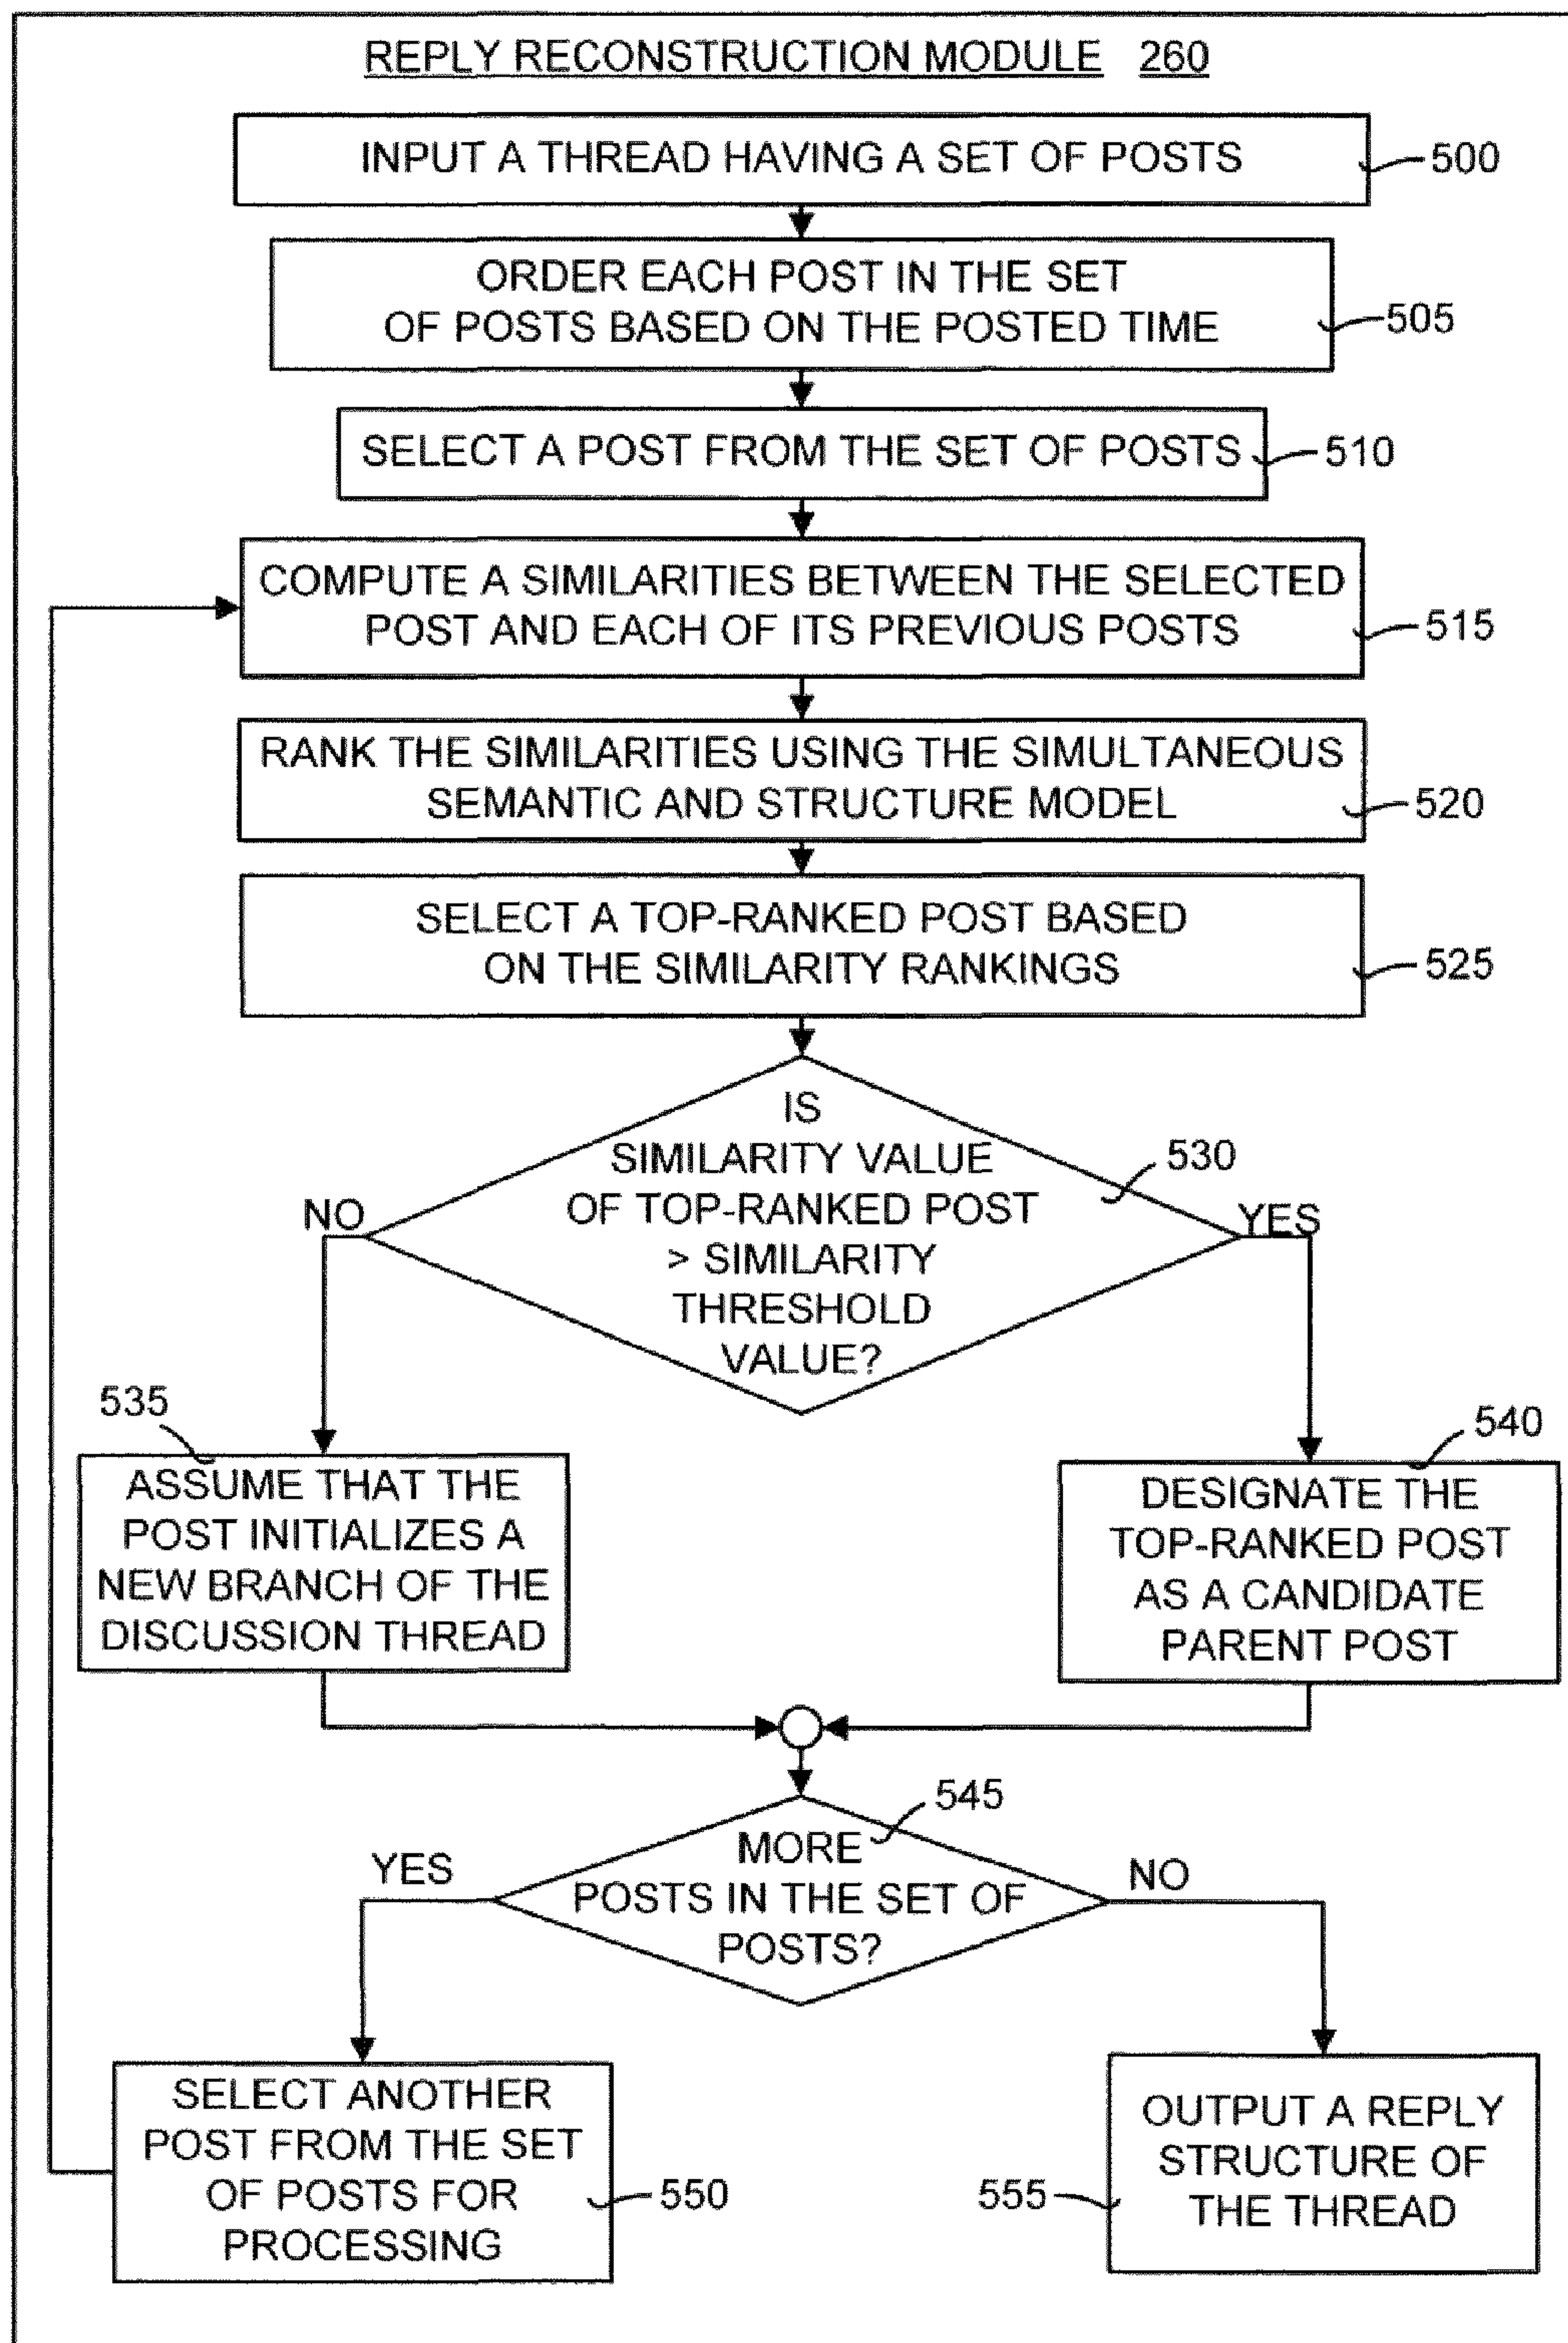 REPLY RECONSTRUCTION MODULE 260
INPUT A THREAD HAVING A SET OF POSTS
500
ORDER EACH POST IN THE SET
OF POSTS BASED ON THE POSTED TIME
505
SELECT A POST FROM THE SET OF POSTS
510
COMPUTE A SIMILARITIES BETWEEN THE SELECTED
POST AND EACH OF ITS PREVIOUS POSTS
515
RANK THE SIMILARITIES USING THE SIMULTANEOUS
SEMANTIC AND STRUCTURE MODEL
520
SELECT A TOP-RANKED POST BASED
ON THE SIMILARITY RANKINGS
525
IS
SIMILARITY VALUE
OF TOP-RANKED POST
> SIMILARITY
THRESHOLD
VALUE?
530
NO
YES
535
ASSUME THAT THE
POST INITIALIZES A
NEW BRANCH OF THE
DISCUSSION THREAD
540
DESIGNATE THE
TOP-RANKED POST
AS A CANDIDATE
PARENT POST
545
MORE
POSTS IN THE SET OF
POSTS?
YES
NO
SELECT ANOTHER
POST FROM THE SET
OF POSTS FOR
PROCESSING
550
OUTPUT A REPLY
STRUCTURE OF
THE THREAD
555